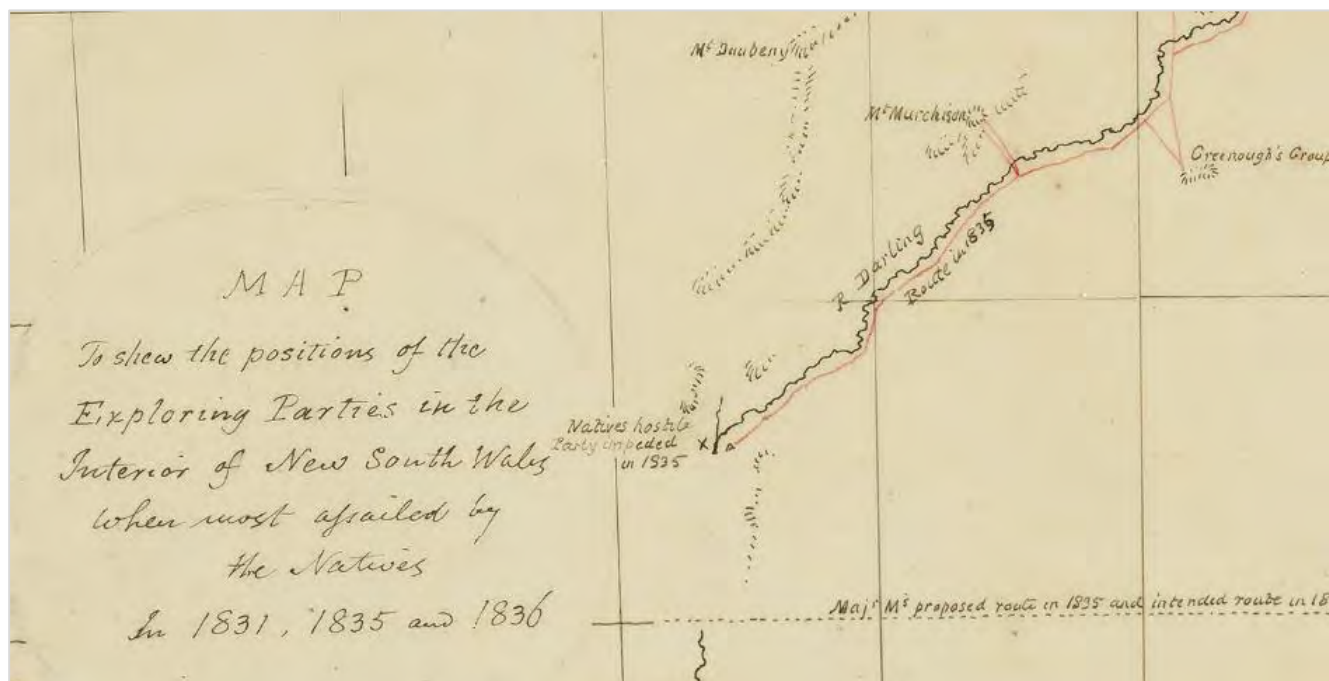 MAP
To shew the positions of the
Exploring Parties in the
Interior of New South Wales
when most assailed by
the Natives
In 1831, 1835 and 1836
Mt Daubeny
Mt Murchison
Greenough's Group
R Darling
Route in 1835
Natives hostile
Party impeded
in 1835
Majr Ms proposed route in 1835 and intended route in 18